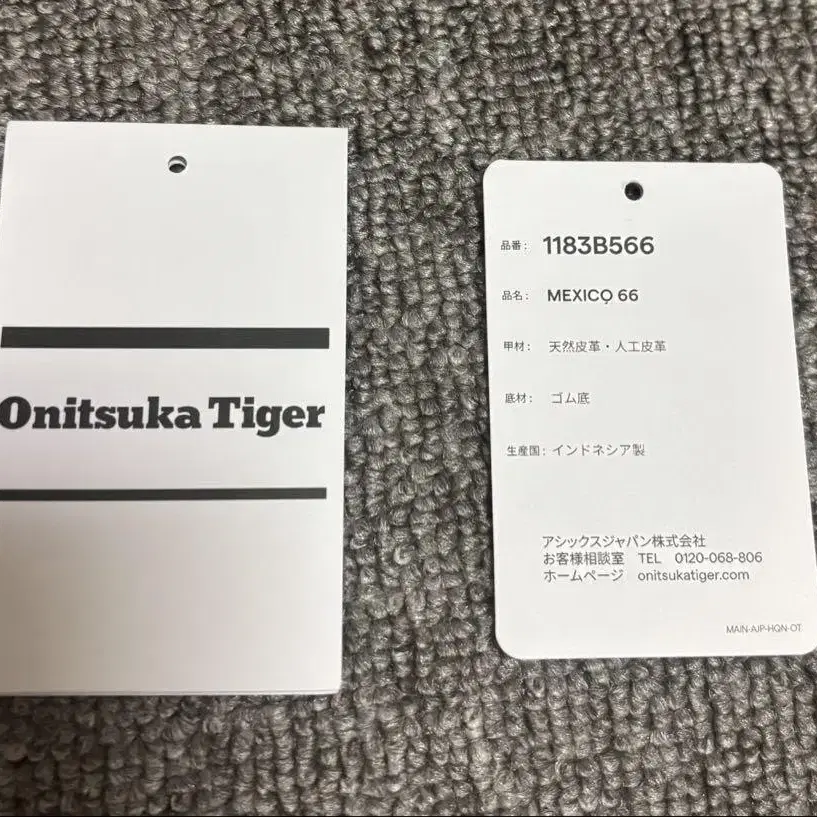 Onitsuka Tiger
品番: 1183B566
品名: MEXICO 66
甲材: 天然皮革・人工皮革
底材: ゴム底
生産国: インドネシア製
アシックスジャパン株式会社
お客様相談室 TEL 0120-068-806
ホームページ onitsukatiger.com
MAIN-AJP-HQN-OT